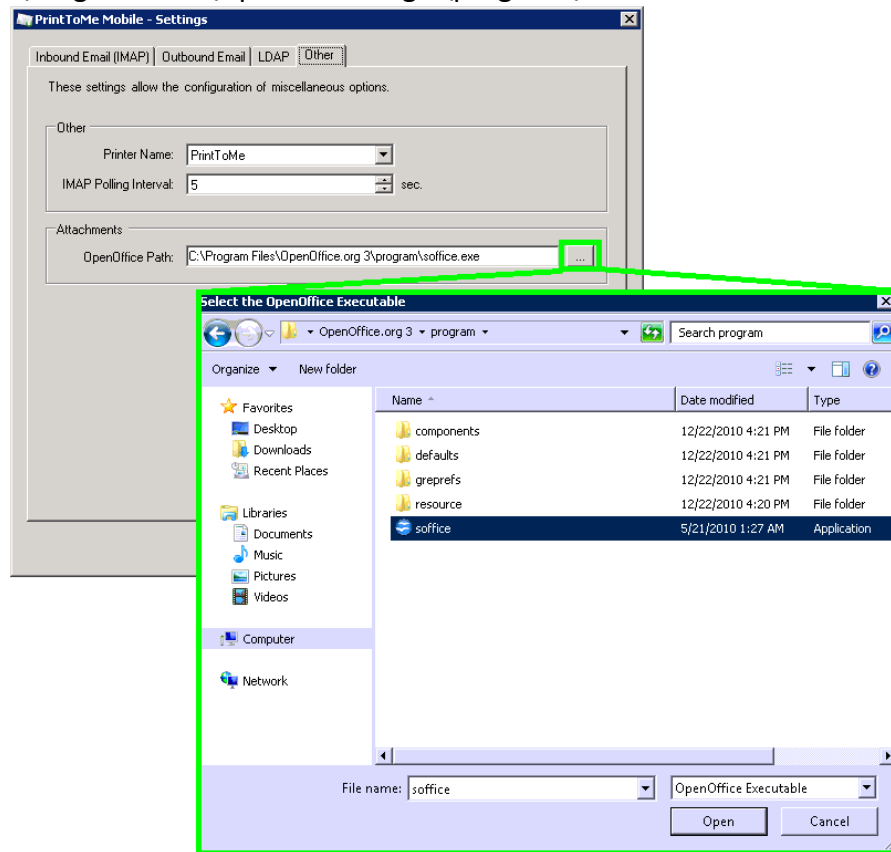 PrintToMe Mobile - Settings
Inbound Email (IMAP) Outbound Email LDAP Other
These settings allow the configuration of miscellaneous options.
Other
Printer Name: PrintToMe
IMAP Polling Interval: 5 sec.
Attachments
OpenOffice Path: C:\Program Files\OpenOffice.org 3\program\soffice.exe ...
Select the OpenOffice Executable
OpenOffice.org 3 program Search program
Organize New folder
Name Date modified Type
Favorites
Desktop
Downloads
Recent Places
Libraries
Documents
Music
Pictures
Videos
Computer
Network
components 12/22/2010 4:21 PM File folder
defaults 12/22/2010 4:21 PM File folder
greprefs 12/22/2010 4:21 PM File folder
resource 12/22/2010 4:20 PM File folder
soffice 5/21/2010 1:27 AM Application
File name: soffice OpenOffice Executable
Open Cancel